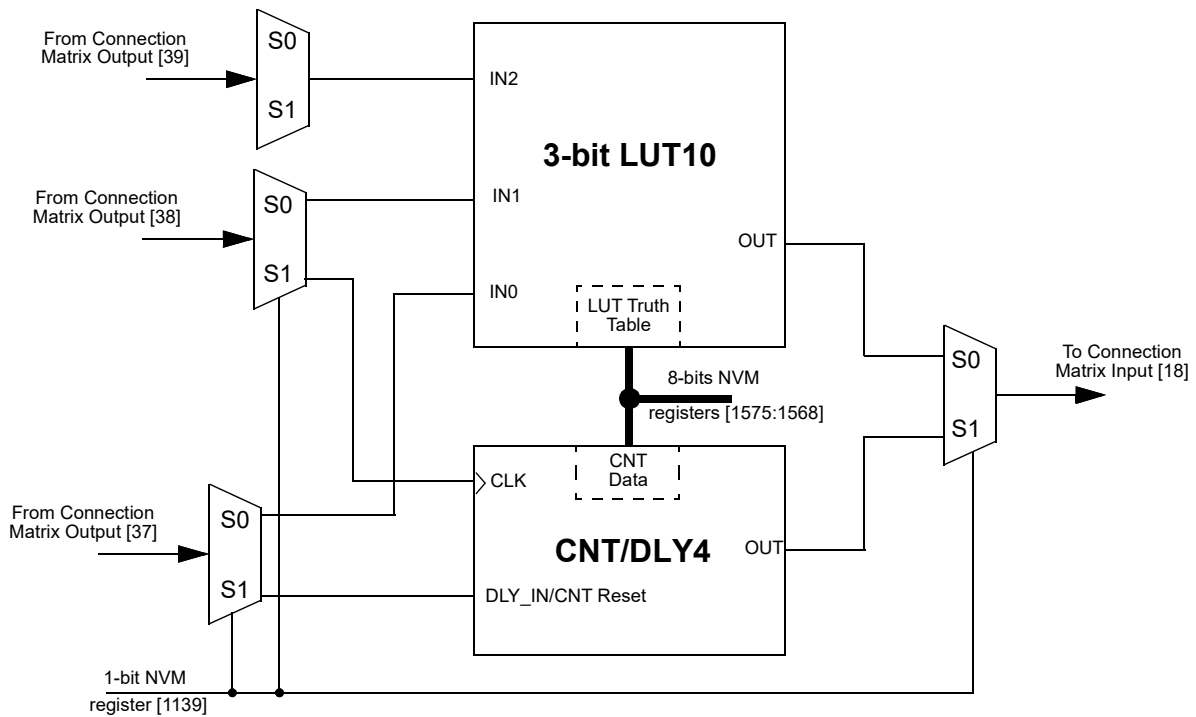 From Connection
Matrix Output [39]
S0
S1
IN2
3-bit LUT10
From Connection
Matrix Output [38]
S0
S1
IN1
IN0
OUT
LUT Truth
Table
8-bits NVM
registers [1575:1568]
S0
S1
To Connection
Matrix Input [18]
CNT
Data
CLK
CNT/DLY4
OUT
DLY_IN/CNT Reset
From Connection
Matrix Output [37]
S0
S1
1-bit NVM
register [1139]